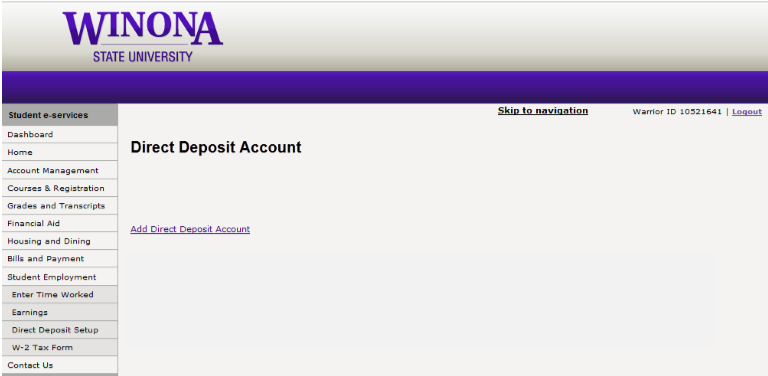 WINONA
STATE UNIVERSITY
Skip to navigation
Warrior ID 10521641 | Logout
Student e-services
Dashboard
Home
Account Management
Courses & Registration
Grades and Transcripts
Financial Aid
Housing and Dining
Bills and Payment
Student Employment
Enter Time Worked
Earnings
Direct Deposit Setup
W-2 Tax Form
Contact Us
Direct Deposit Account
Add Direct Deposit Account